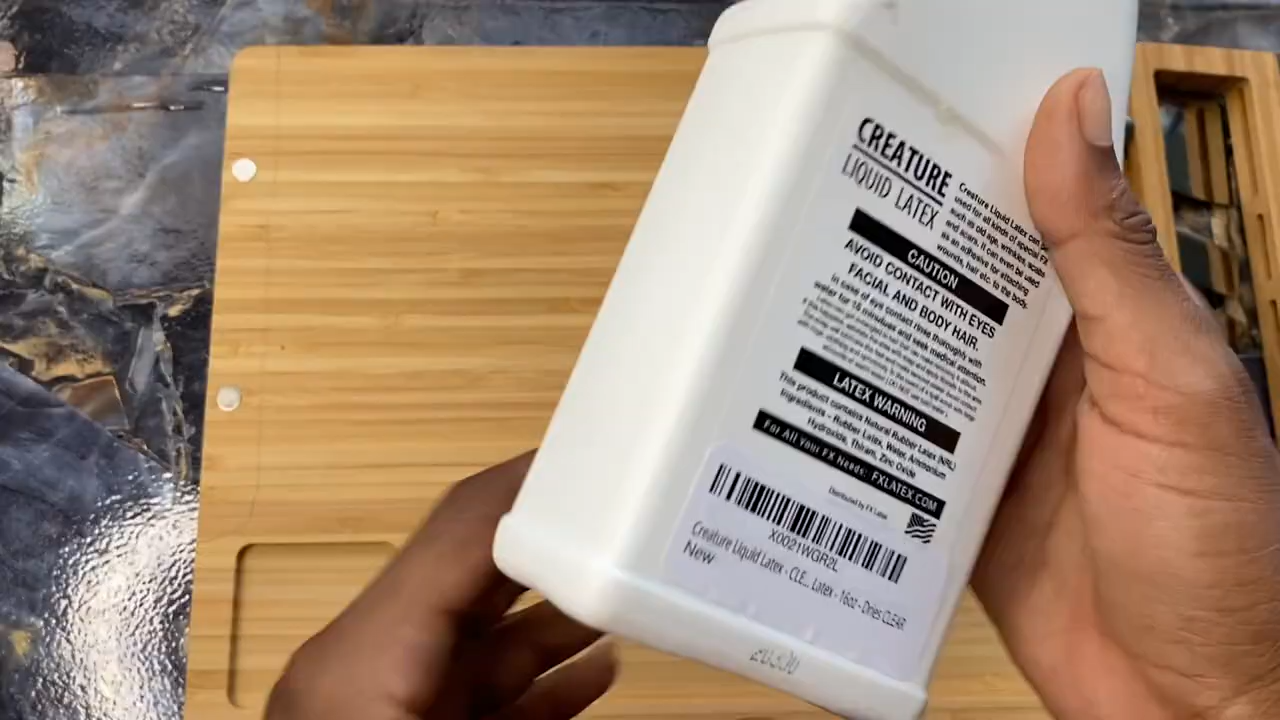 CREATURE
LIQUID LATEX
Creature Liquid Latex can be
used for all kinds of special FX
such as old age, wrinkles, scabs
and scars. It can even be used
as an adhesive for attaching
wounds, hair etc. to the body.
CAUTION
AVOID CONTACT WITH EYES
FACIAL AND BODY HAIR.
In case of eye contact rinse thoroughly with
water for 15 minutues and seek medical attention.
LATEX WARNING
This product contains Natural Rubber Latex (NRL)
Ingredients - Rubber Latex, Water, Ammonium
Hydroxide, Thiram, Zinc Oxide
For All Your FX Needs: FXLATEX.COM
Distributed by FX Latex
X0021WGR2L
Creature Liquid Latex - CLE... Latex - 16oz - Dries CLEAR
New